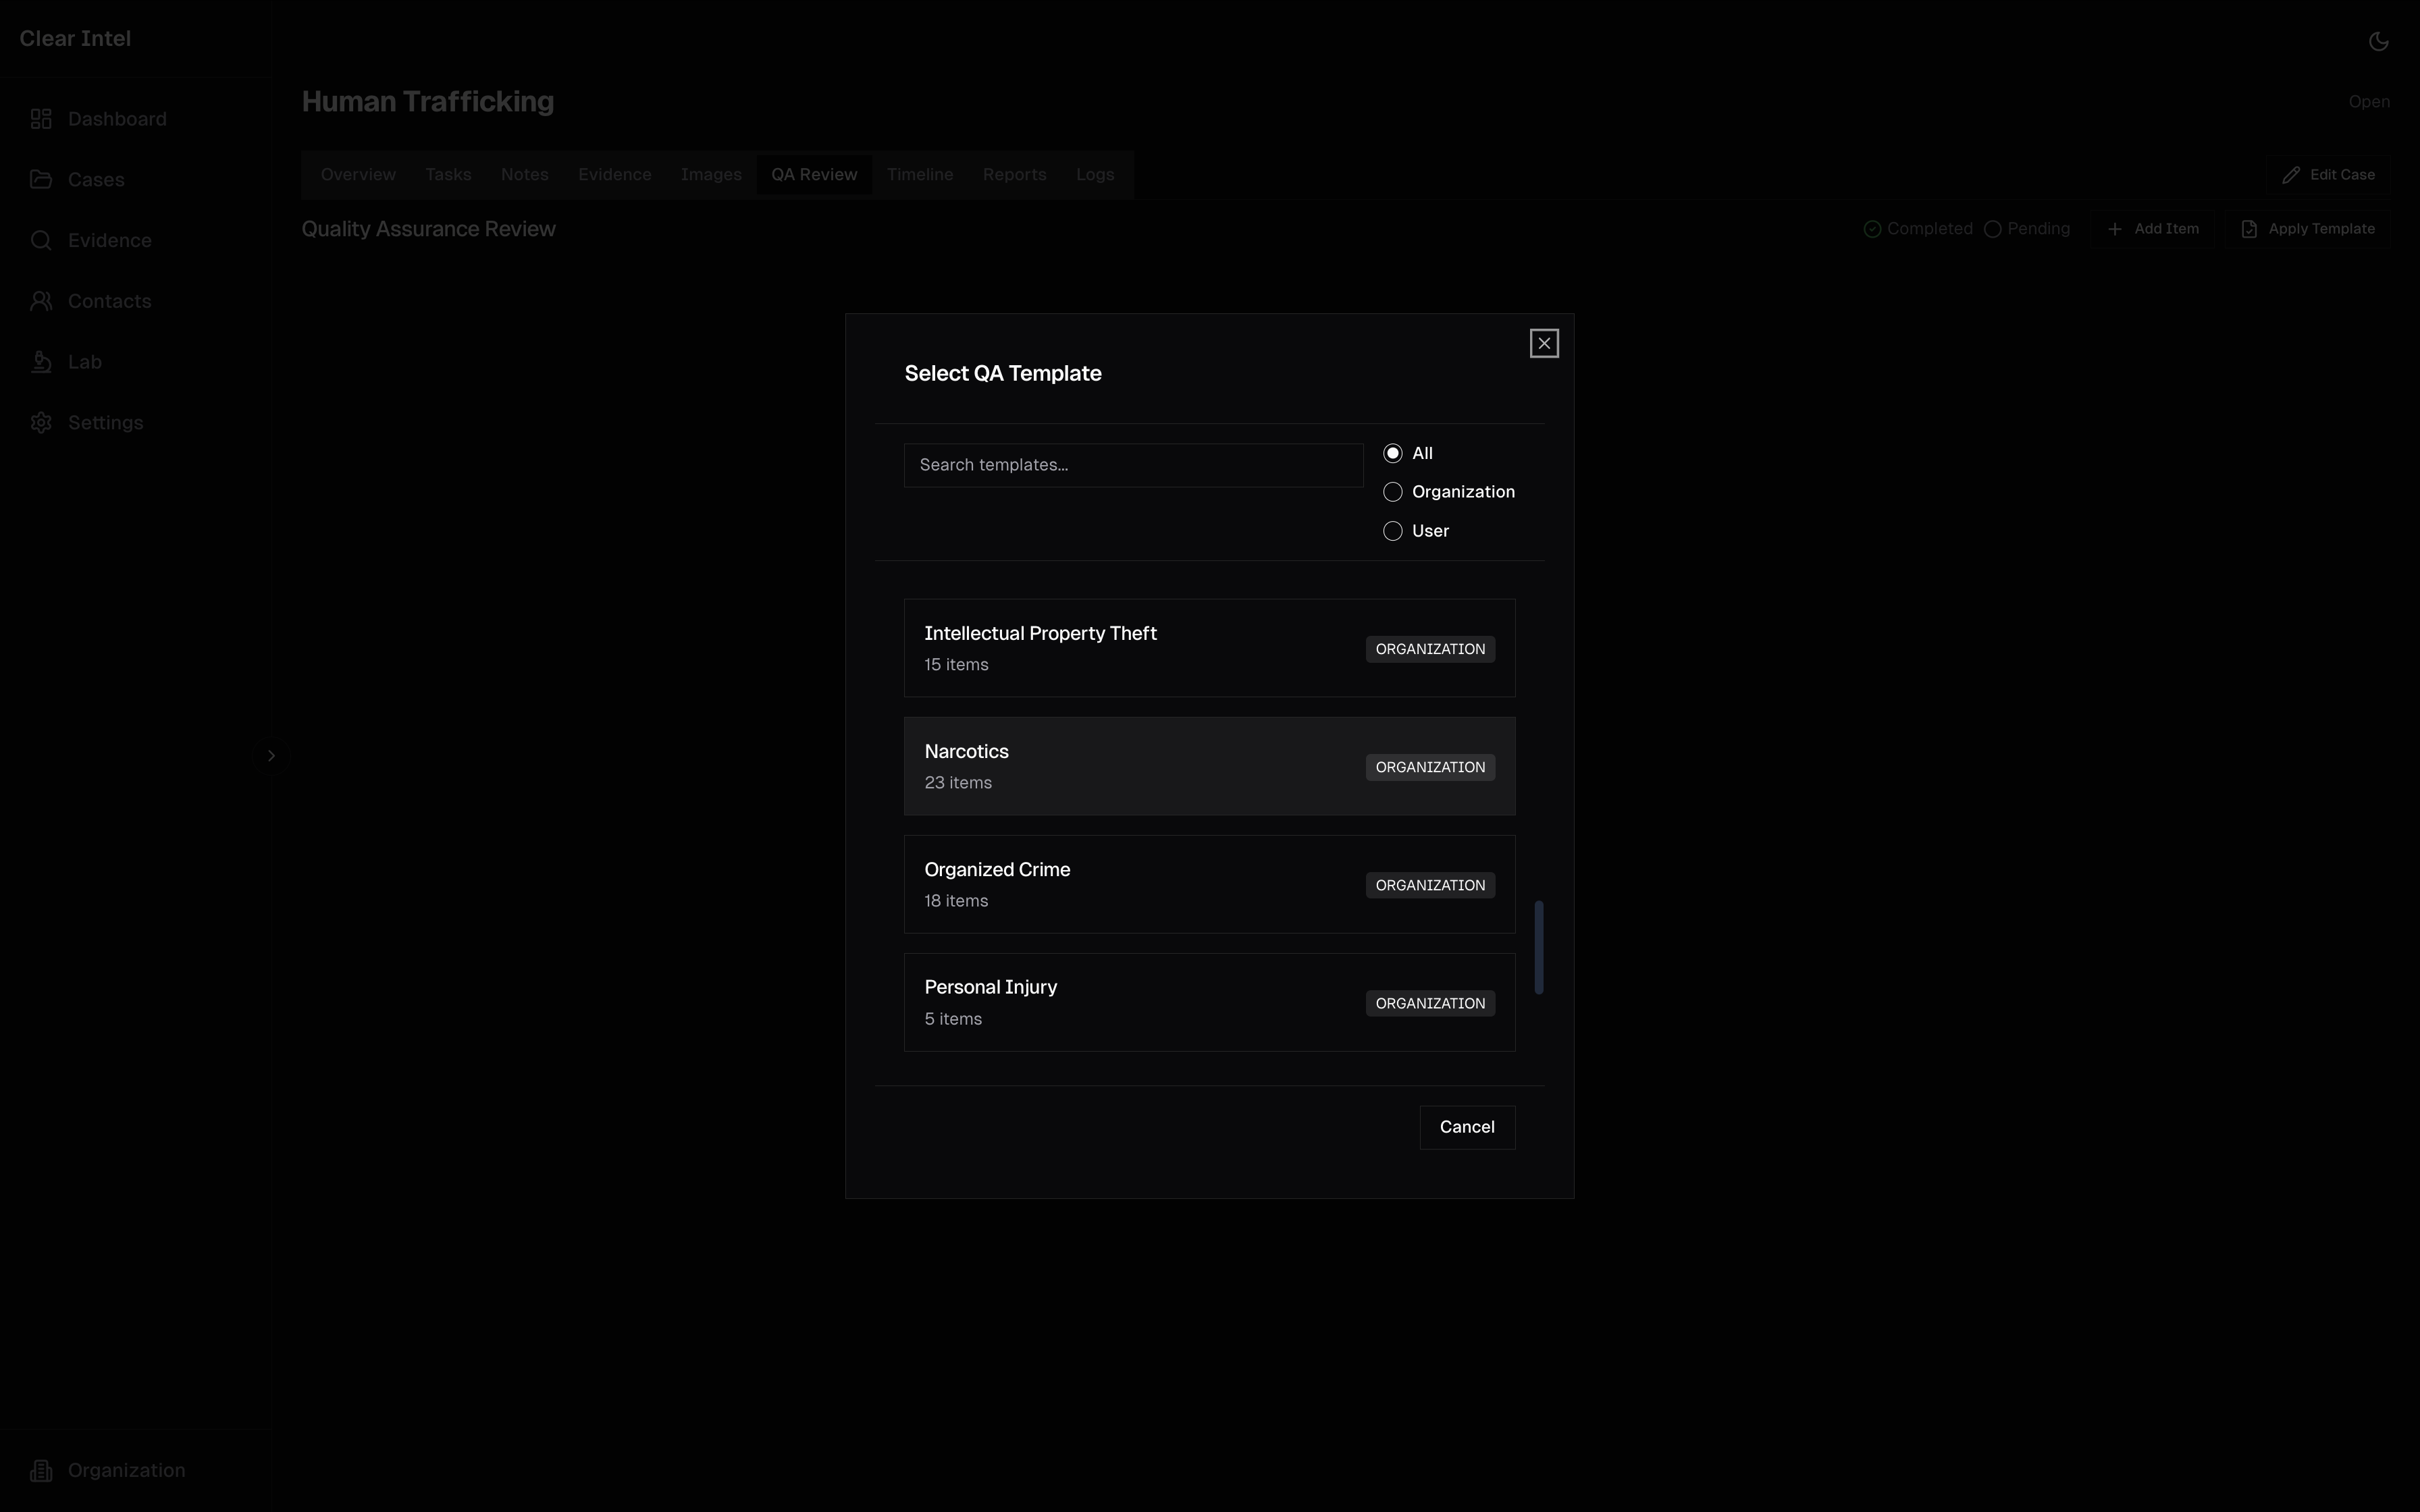 Clear Intel
Dashboard
Cases
Evidence
Contacts
Lab
Settings
Organization
Human Trafficking
Open
Overview Tasks Notes Evidence Images QA Review Timeline Reports Logs
Edit Case
Quality Assurance Review
Completed Pending Add Item Apply Template
Select QA Template
Search templates...
All
Organization
User
Intellectual Property Theft
15 items
ORGANIZATION
Narcotics
23 items
ORGANIZATION
Organized Crime
18 items
ORGANIZATION
Personal Injury
5 items
ORGANIZATION
Cancel